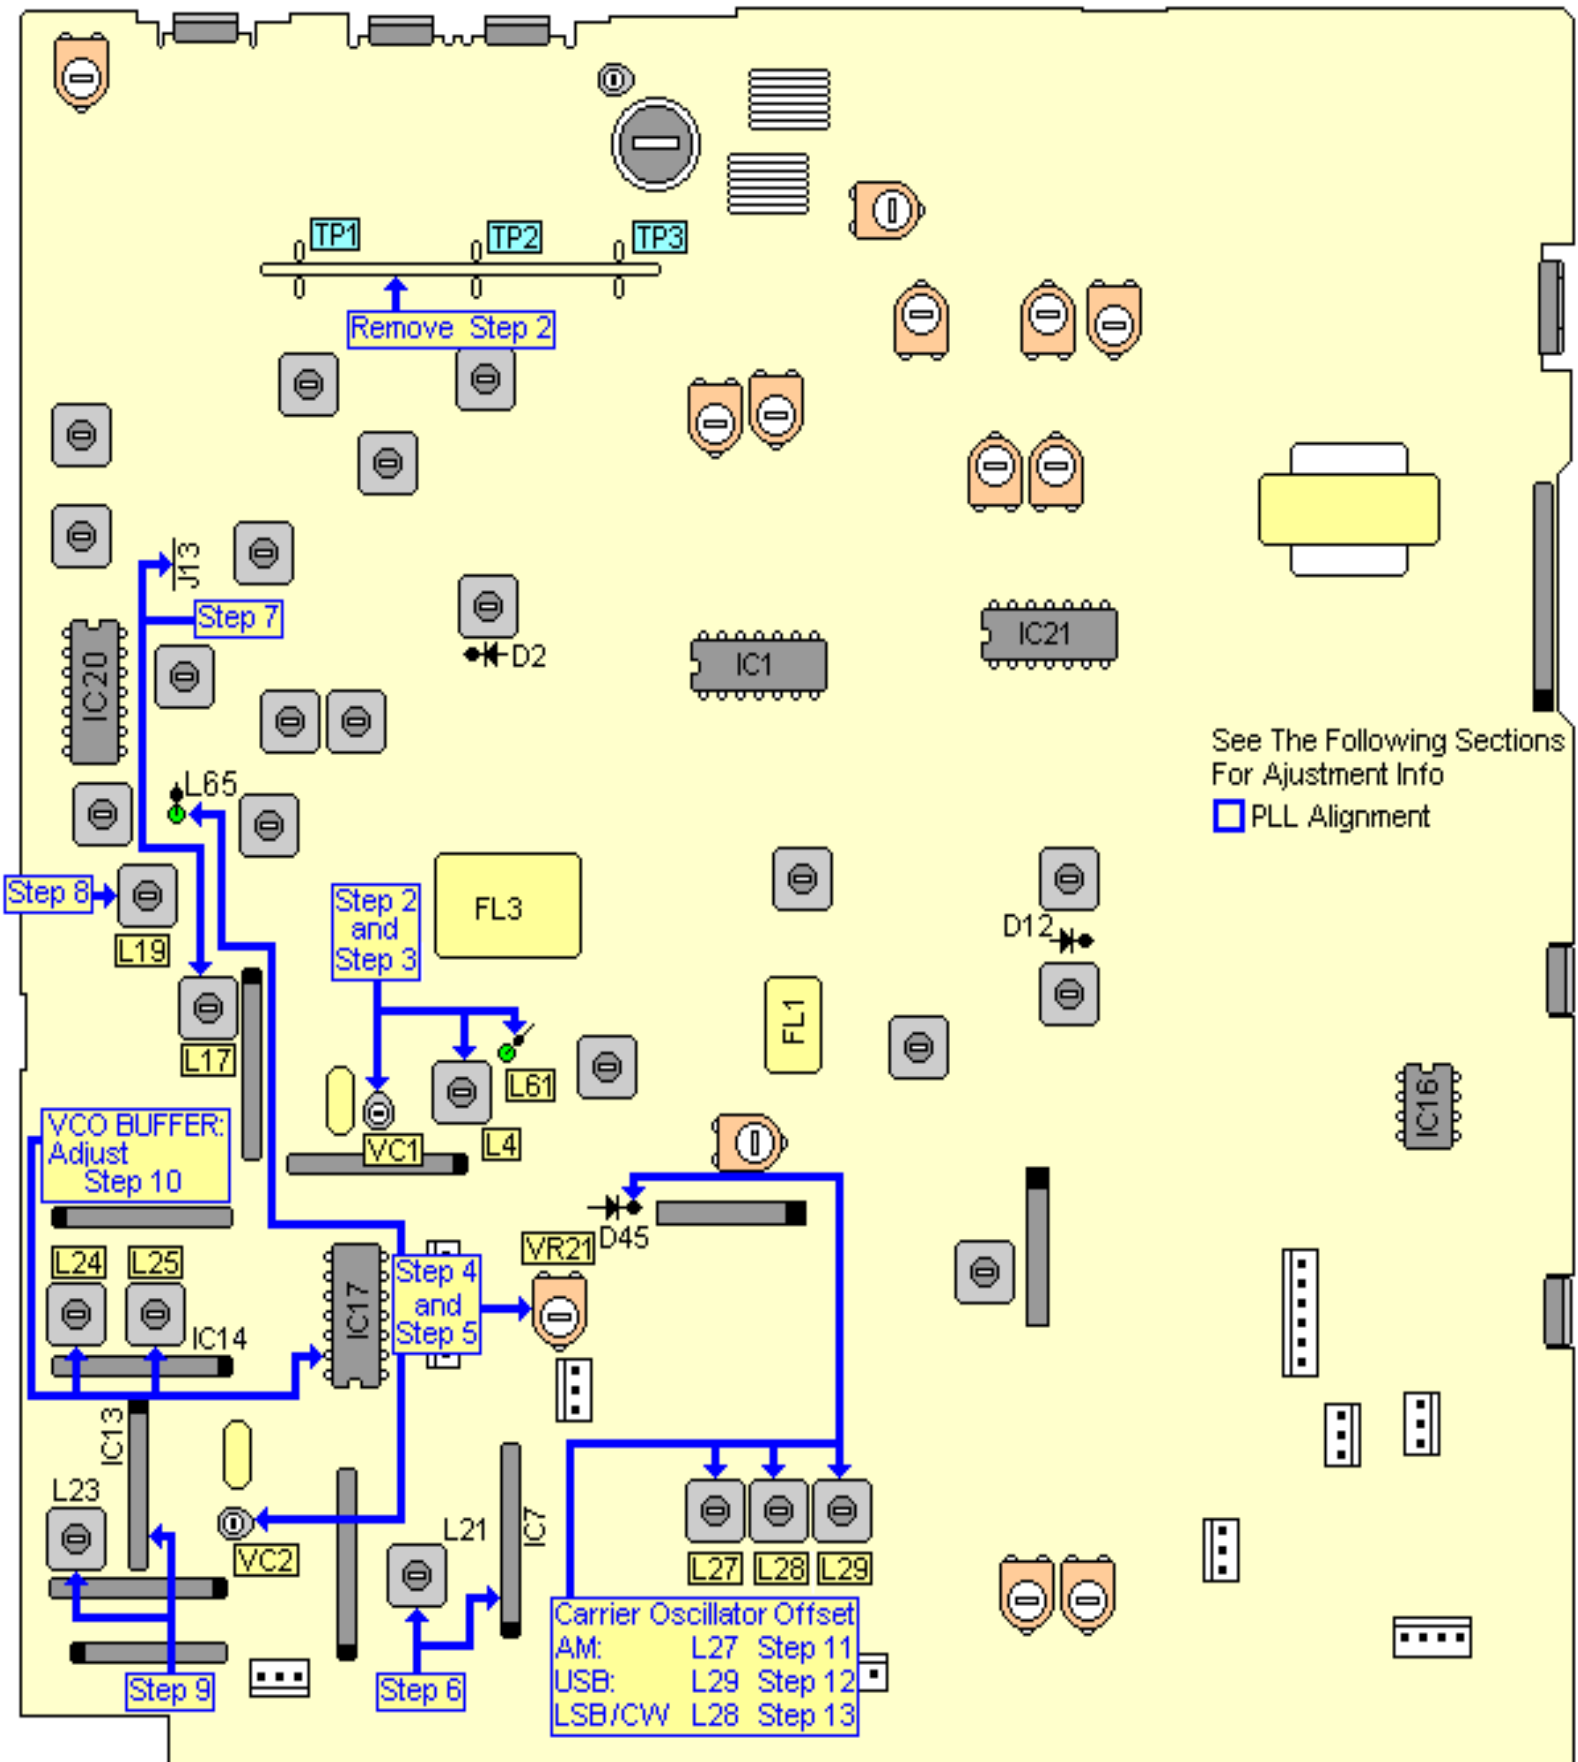 TP1
TP2
TP3
Remove Step 2
J13
Step 7
D2
IC20
IC1
IC21
L65
See The Following Sections
For Ajustment Info
PLL Alignment
Step 8
L19
Step 2
and
Step 3
FL3
D12
FL1
L17
L61
L4
VC1
IC16
VCO BUFFER:
Adjust
Step 10
L24
L25
IC14
IC17
Step 4
and
Step 5
VR21
D45
IC13
L23
VC2
L21
IC7
L27
L28
L29
Step 9
Step 6
Carrier Oscillator Offset
AM: L27 Step 11
USB: L29 Step 12
LSB/CW L28 Step 13